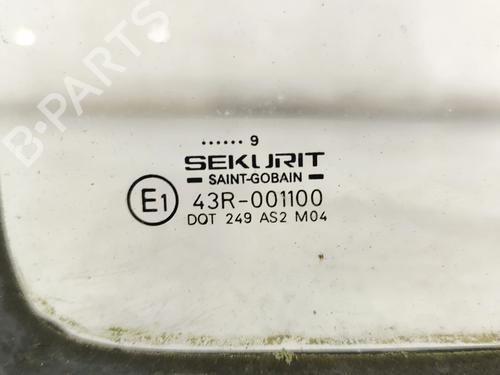 B-PARTS
...... 9
SEKURIT
SAINT-GOBAIN
E1 43R-001100
DOT 249 AS2 M04